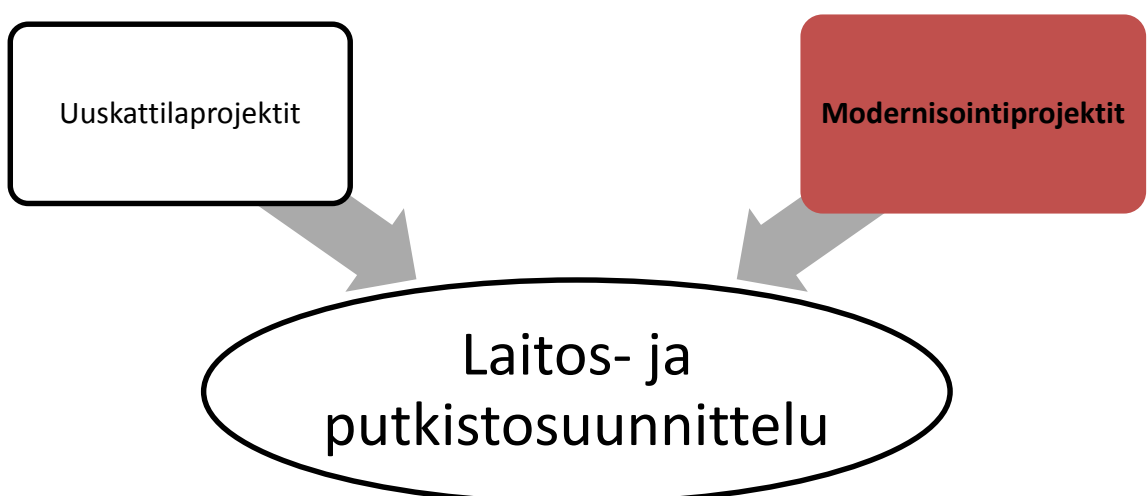 Uuskattilaprojektit
Modernisointiprojektit
Laitos- ja
putkistosuunnittelu